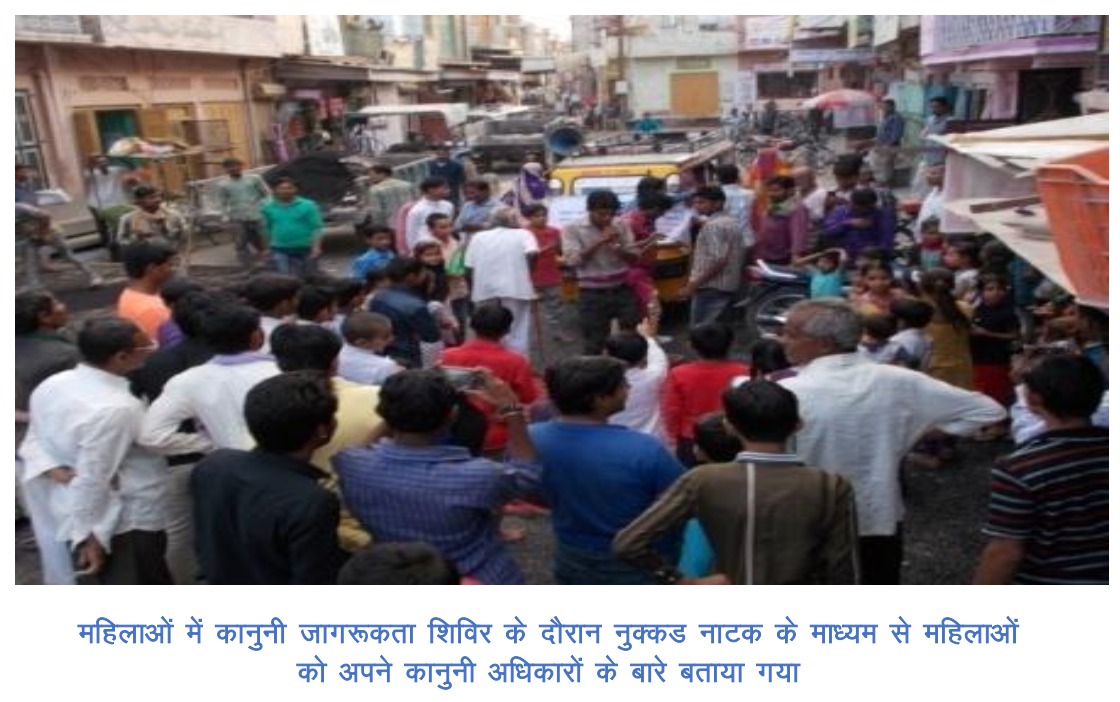 महिलाओं में कानुनी जागरूकता शिविर के दौरान नुक्कड नाटक के माध्यम से महिलाओं
को अपने कानुनी अधिकारों के बारे बताया गया